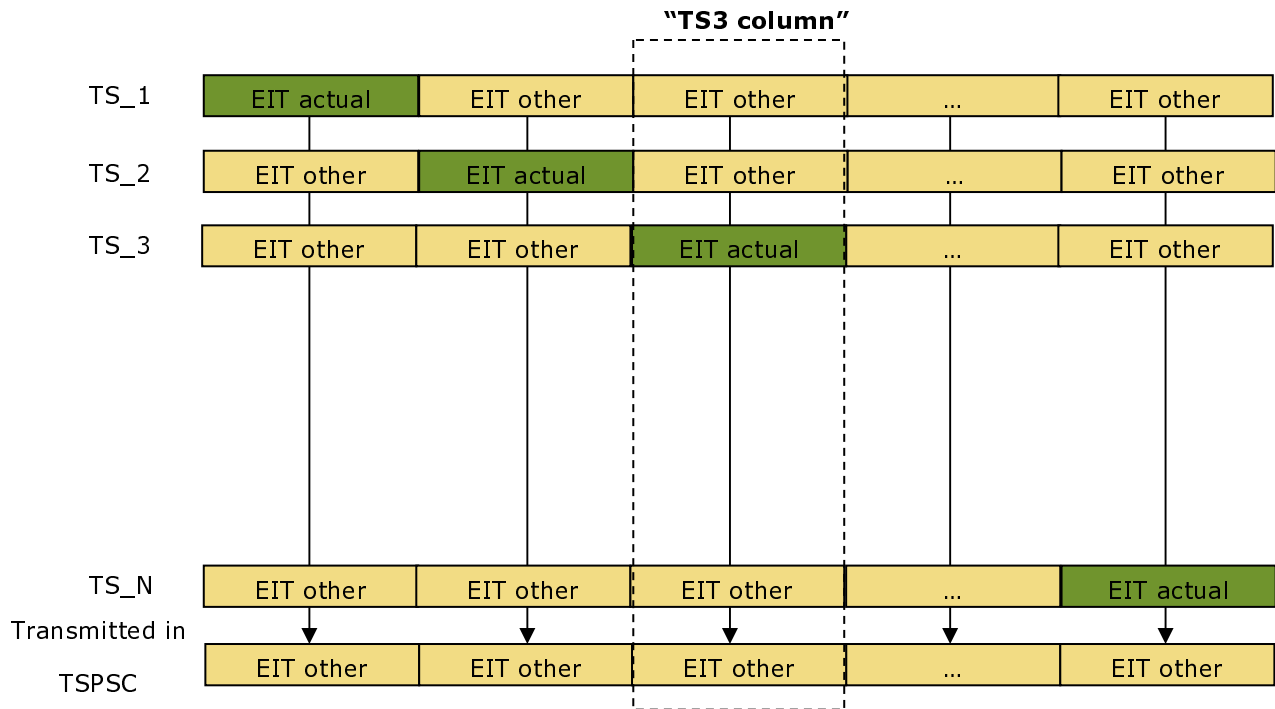 “TS3 column”
TS_1 EIT actual EIT other EIT other ... EIT other
TS_2 EIT other EIT actual EIT other ... EIT other
TS_3 EIT other EIT other EIT actual ... EIT other
TS_N EIT other EIT other EIT other ... EIT actual
Transmitted in
TSPSC EIT other EIT other EIT other ... EIT other